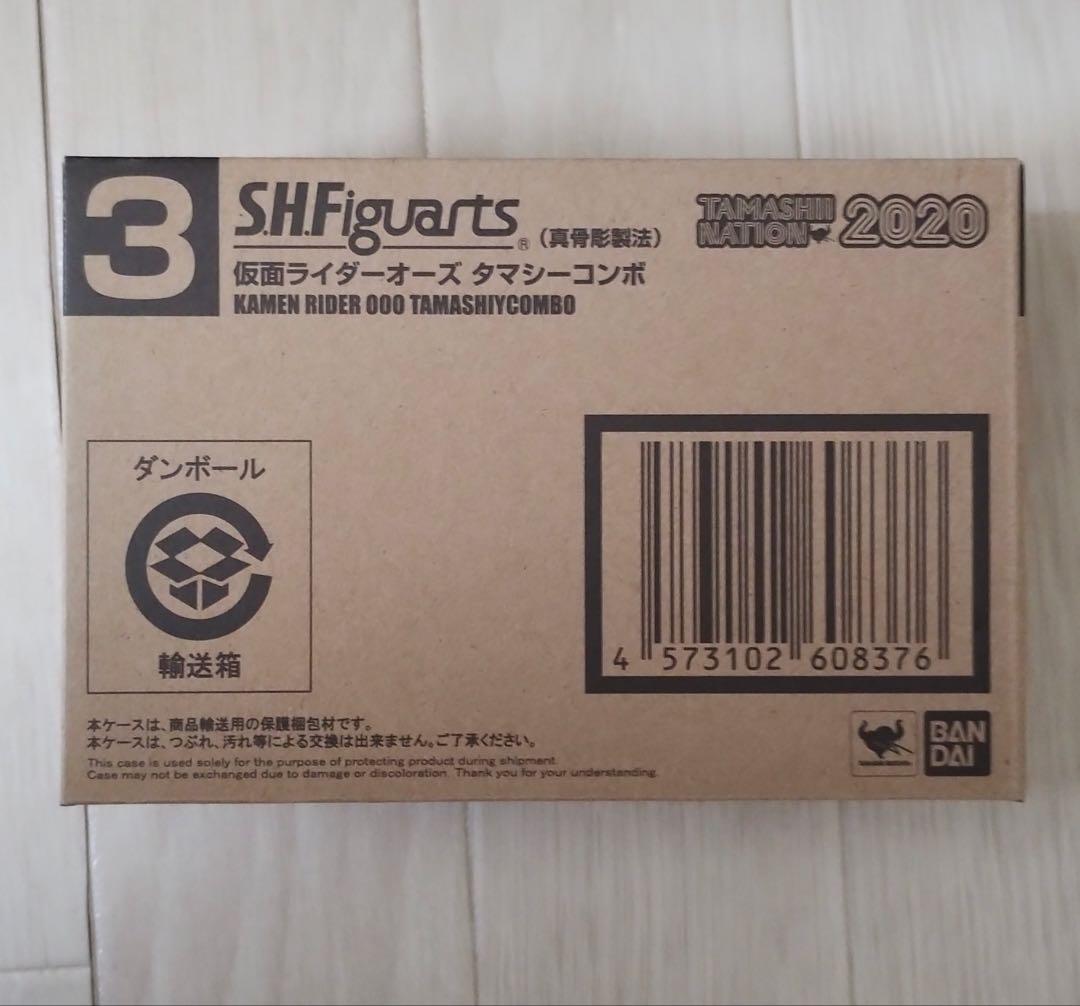 3
S.H.Figuarts® (真骨彫製法)
仮面ライダーオーズ タマシーコンボ
KAMEN RIDER OOO TAMASHIYCOMBO
TAMASHII
NATION 2020
ダンボール
輸送箱
4 573102 608376
本ケースは、商品輸送用の保護梱包材です。
本ケースは、つぶれ、汚れ等による交換は出来ません。ご了承ください。
This case is used solely for the purpose of protecting product during shipment.
Case may not be exchanged due to damage or discoloration. Thank you for your understanding.
TAMASHII NATIONS
BAN
DAI